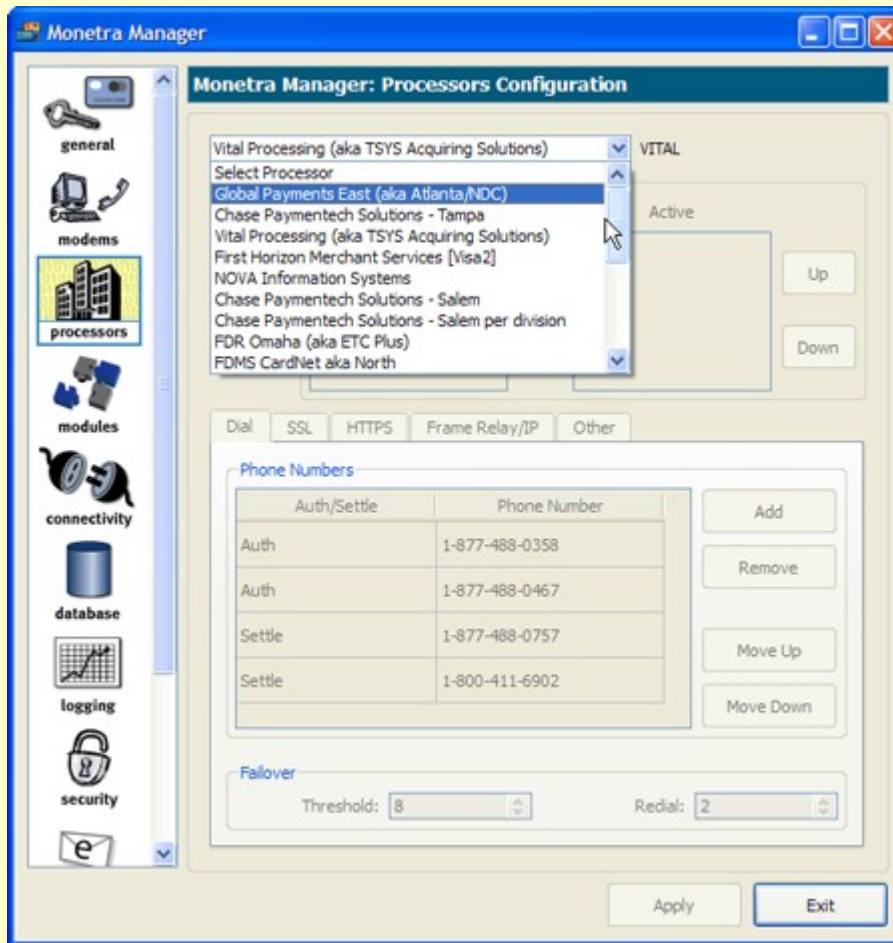 Monetra Manager
general
modems
processors
modules
connectivity
database
logging
security
e
Monetra Manager: Processors Configuration
Vital Processing (aka TSYS Acquiring Solutions) VITAL
Select Processor
Global Payments East (aka Atlanta/NDC)
Chase Paymentech Solutions - Tampa
Vital Processing (aka TSYS Acquiring Solutions)
First Horizon Merchant Services [Visa2]
NOVA Information Systems
Chase Paymentech Solutions - Salem
Chase Paymentech Solutions - Salem per division
FDR Omaha (aka ETC Plus)
FDMS CardNet aka North
Active
Up
Down
Dial SSL HTTPS Frame Relay/IP Other
Phone Numbers
Auth/Settle Phone Number
Auth 1-877-488-0358
Auth 1-877-488-0467
Settle 1-877-488-0757
Settle 1-800-411-6902
Add
Remove
Move Up
Move Down
Failover
Threshold: 8 Redial: 2
Apply Exit